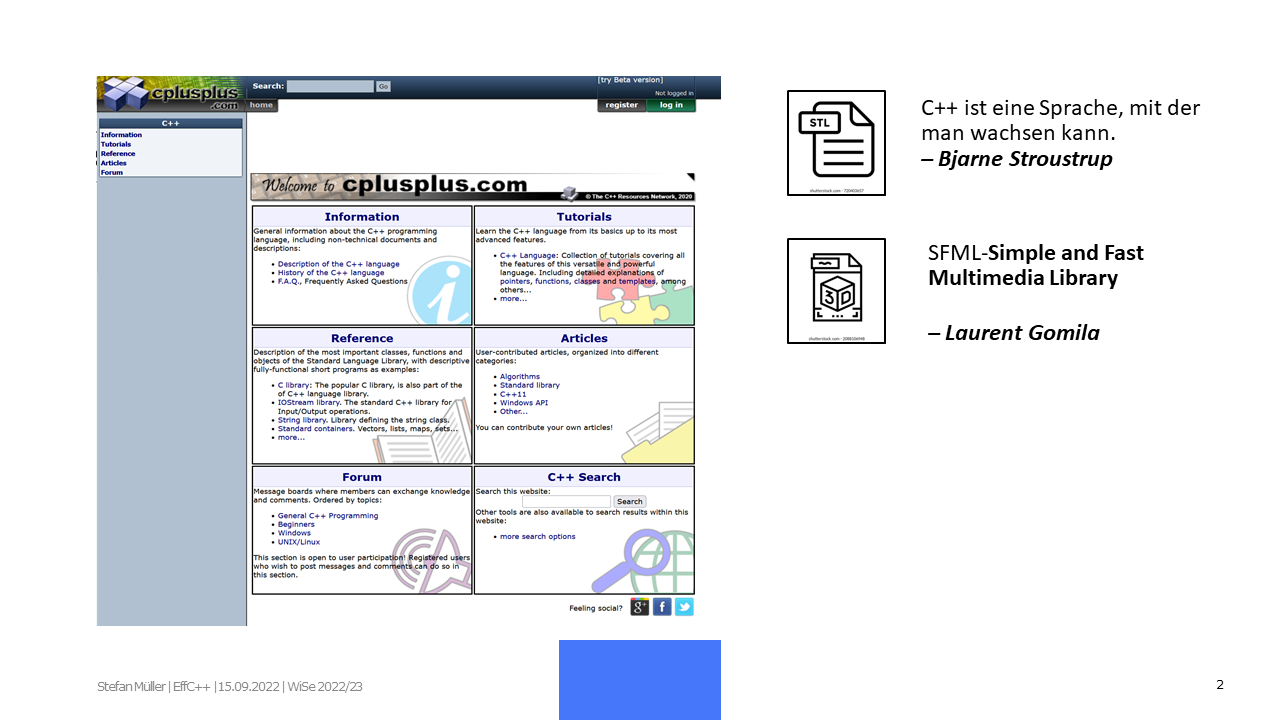 cplusplus
.com
Search: Go
[try Beta version]
Not logged in
home
register log in
C++
Information
Tutorials
Reference
Articles
Forum
Welcome to cplusplus.com
© The C++ Resources Network, 2020
Information
General information about the C++ programming
language, including non-technical documents and
descriptions:
• Description of the C++ language
• History of the C++ language
• F.A.Q., Frequently Asked Questions
Tutorials
Learn the C++ language from its basics up to its most
advanced features.
• C++ Language: Collection of tutorials covering all
the features of this versatile and powerful
language. Including detailed explanations of
pointers, functions, classes and templates, among
others...
• more...
Reference
Description of the most important classes, functions and
objects of the Standard Language Library, with descriptive
fully-functional short programs as examples:
• C library: The popular C library, is also part of the
of C++ language library.
• IOStream library. The standard C++ library for
Input/Output operations.
• String library. Library defining the string class.
• Standard containers. Vectors, lists, maps, sets...
• more...
Articles
User-contributed articles, organized into different
categories:
• Algorithms
• Standard library
• C++11
• Windows API
• Other...
You can contribute your own articles!
Forum
Message boards where members can exchange knowledge
and comments. Ordered by topics:
• General C++ Programming
• Beginners
• Windows
• UNIX/Linux
This section is open to user participation! Registered users
who wish to post messages and comments can do so in
this section.
C++ Search
Search this website:
Search
Other tools are also available to search results within this
website:
• more search options
Feeling social? g+ f
STL
C++ ist eine Sprache, mit der
man wachsen kann.
– Bjarne Stroustrup
3D
SFML-Simple and Fast
Multimedia Library
– Laurent Gomila
Stefan Müller | EffC++ |15.09.2022 | WiSe 2022/23
2